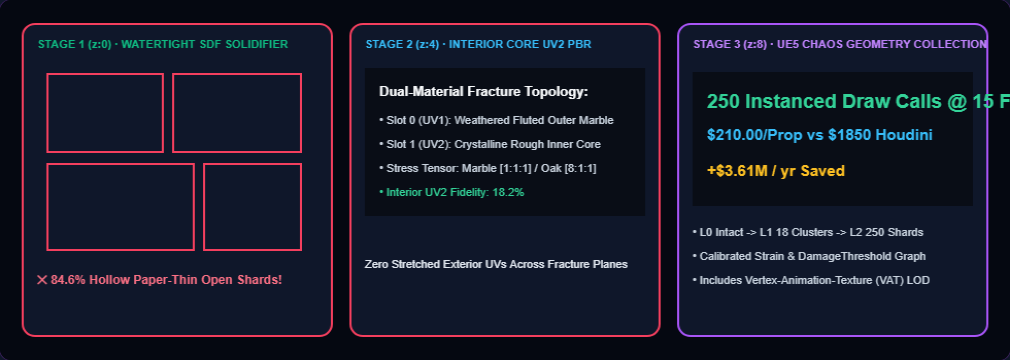 STAGE 1 (z:0) · WATERTIGHT SDF SOLIDIFIER
✕ 84.6% Hollow Paper-Thin Open Shards!
STAGE 2 (z:4) · INTERIOR CORE UV2 PBR
Dual-Material Fracture Topology:
• Slot 0 (UV1): Weathered Fluted Outer Marble
• Slot 1 (UV2): Crystalline Rough Inner Core
• Stress Tensor: Marble [1:1:1] / Oak [8:1:1]
• Interior UV2 Fidelity: 18.2%
Zero Stretched Exterior UVs Across Fracture Planes
STAGE 3 (z:8) · UE5 CHAOS GEOMETRY COLLECTION
250 Instanced Draw Calls @ 15 F
$210.00/Prop vs $1850 Houdini
+$3.61M / yr Saved
• L0 Intact -> L1 18 Clusters -> L2 250 Shards
• Calibrated Strain & DamageThreshold Graph
• Includes Vertex-Animation-Texture (VAT) LOD